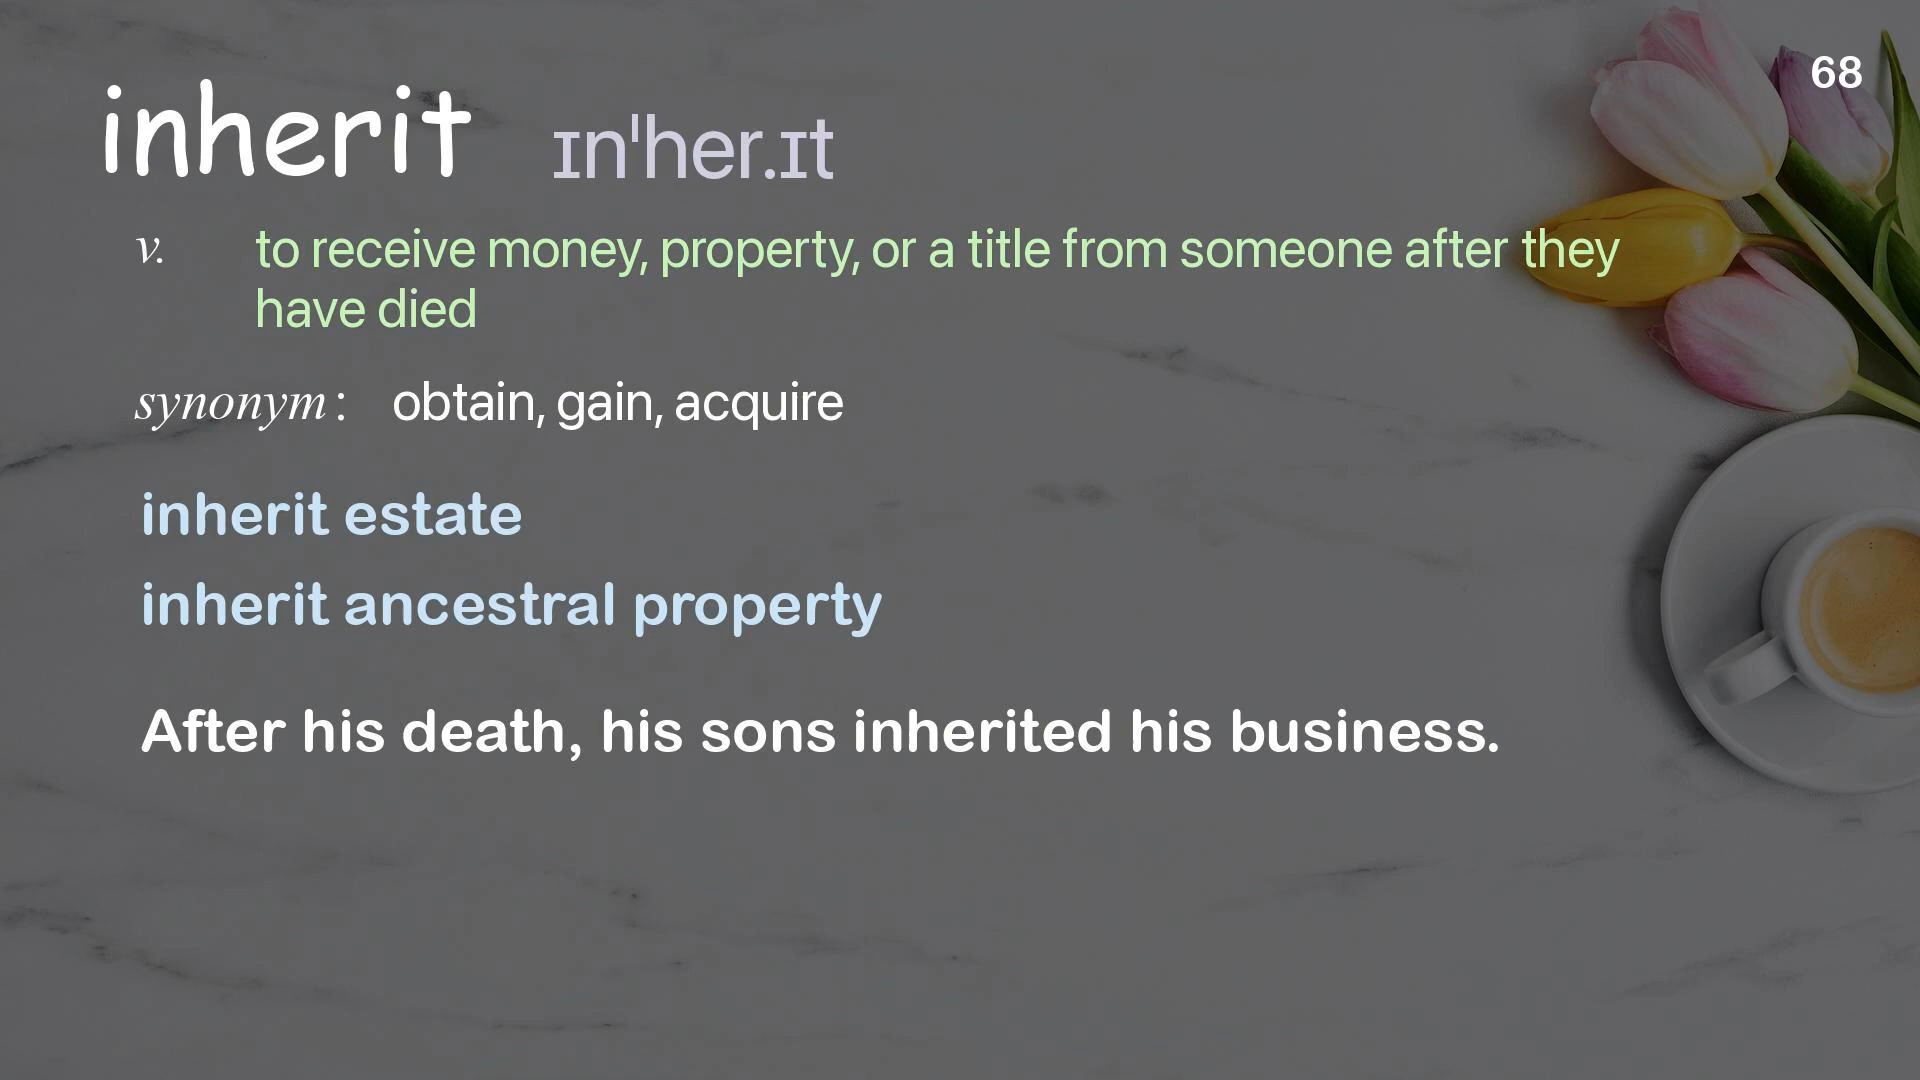 68
inherit ɪnˈher.ɪt
v. to receive money, property, or a title from someone after they
have died
synonym : obtain, gain, acquire
inherit estate
inherit ancestral property
After his death, his sons inherited his business.